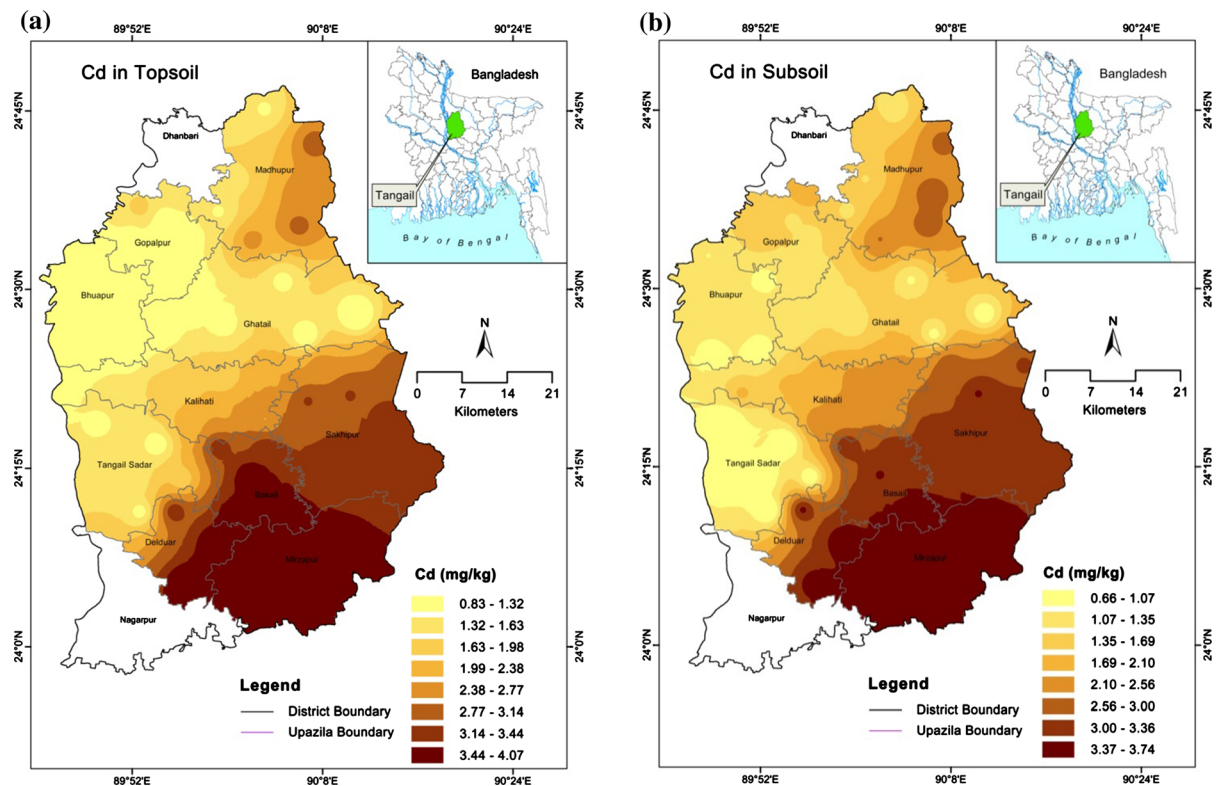 (a)
89°52'E
90°8'E
90°24'E
Cd in Topsoil
Bangladesh
Tangail
Bay of Bengal
24°45'N
24°30'N
24°15'N
24°0'N
24°45'N
24°30'N
24°15'N
24°0'N
Dhanbari
Madhupur
Gopalpur
Bhuapur
Ghatail
Kalihati
Sakhipur
Tangail Sadar
Basail
Delduar
Mirzapur
Nagarpur
N
0 7 14 21
Kilometers
Cd (mg/kg)
0.83 - 1.32
1.32 - 1.63
1.63 - 1.98
1.99 - 2.38
2.38 - 2.77
2.77 - 3.14
3.14 - 3.44
3.44 - 4.07
Legend
District Boundary
Upazila Boundary
89°52'E
90°8'E
90°24'E
(b)
89°52'E
90°8'E
90°24'E
Cd in Subsoil
Bangladesh
Tangail
Bay of Bengal
24°45'N
24°30'N
24°15'N
24°0'N
Dhanbari
Madhupur
Gopalpur
Bhuapur
Ghatail
Kalihati
Sakhipur
Tangail Sadar
Basail
Delduar
Mirzapur
Nagarpur
N
0 7 14 21
Kilometers
Cd (mg/kg)
0.66 - 1.07
1.07 - 1.35
1.35 - 1.69
1.69 - 2.10
2.10 - 2.56
2.56 - 3.00
3.00 - 3.36
3.37 - 3.74
Legend
District Boundary
Upazila Boundary
89°52'E
90°8'E
90°24'E